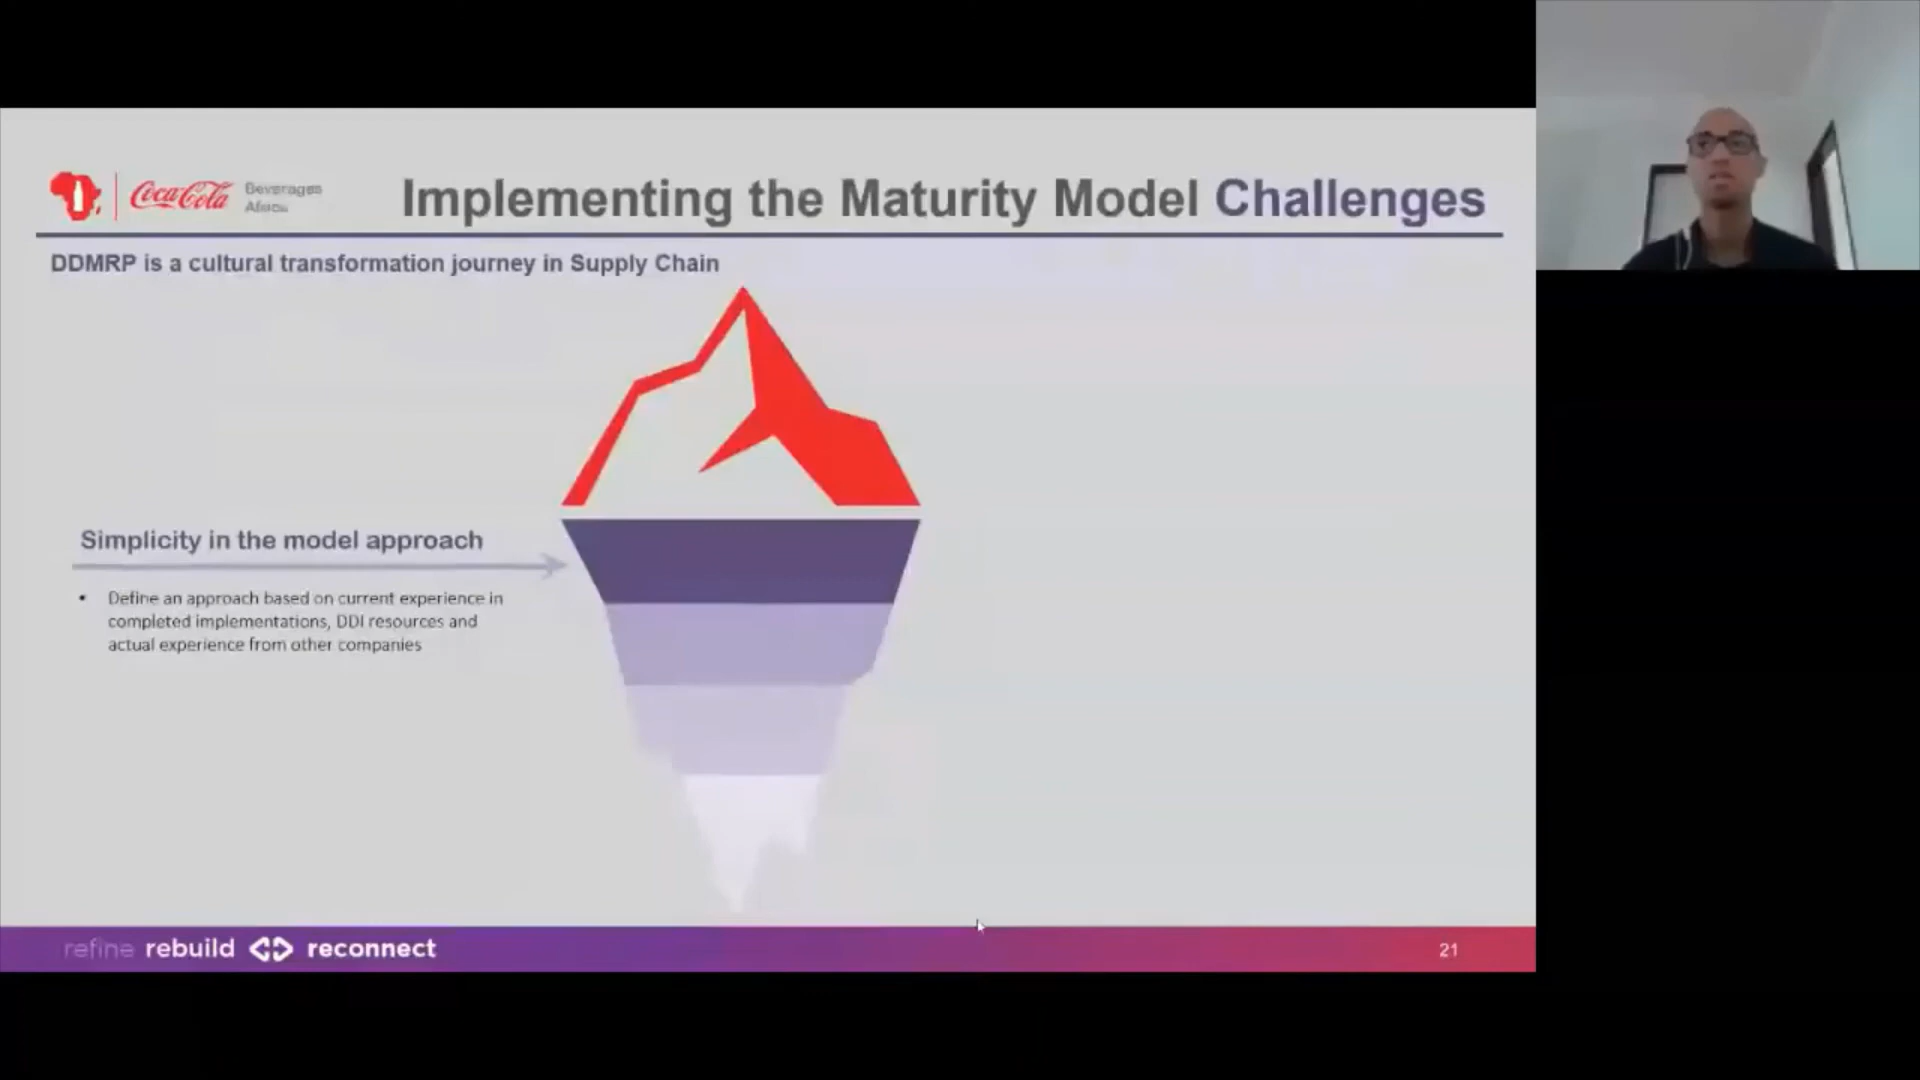 Coca-Cola
Beverages
Africa
Implementing the Maturity Model Challenges
DDMRP is a cultural transformation journey in Supply Chain
Simplicity in the model approach
• Define an approach based on current experience in
completed implementations, DDI resources and
actual experience from other companies
refine rebuild reconnect
21